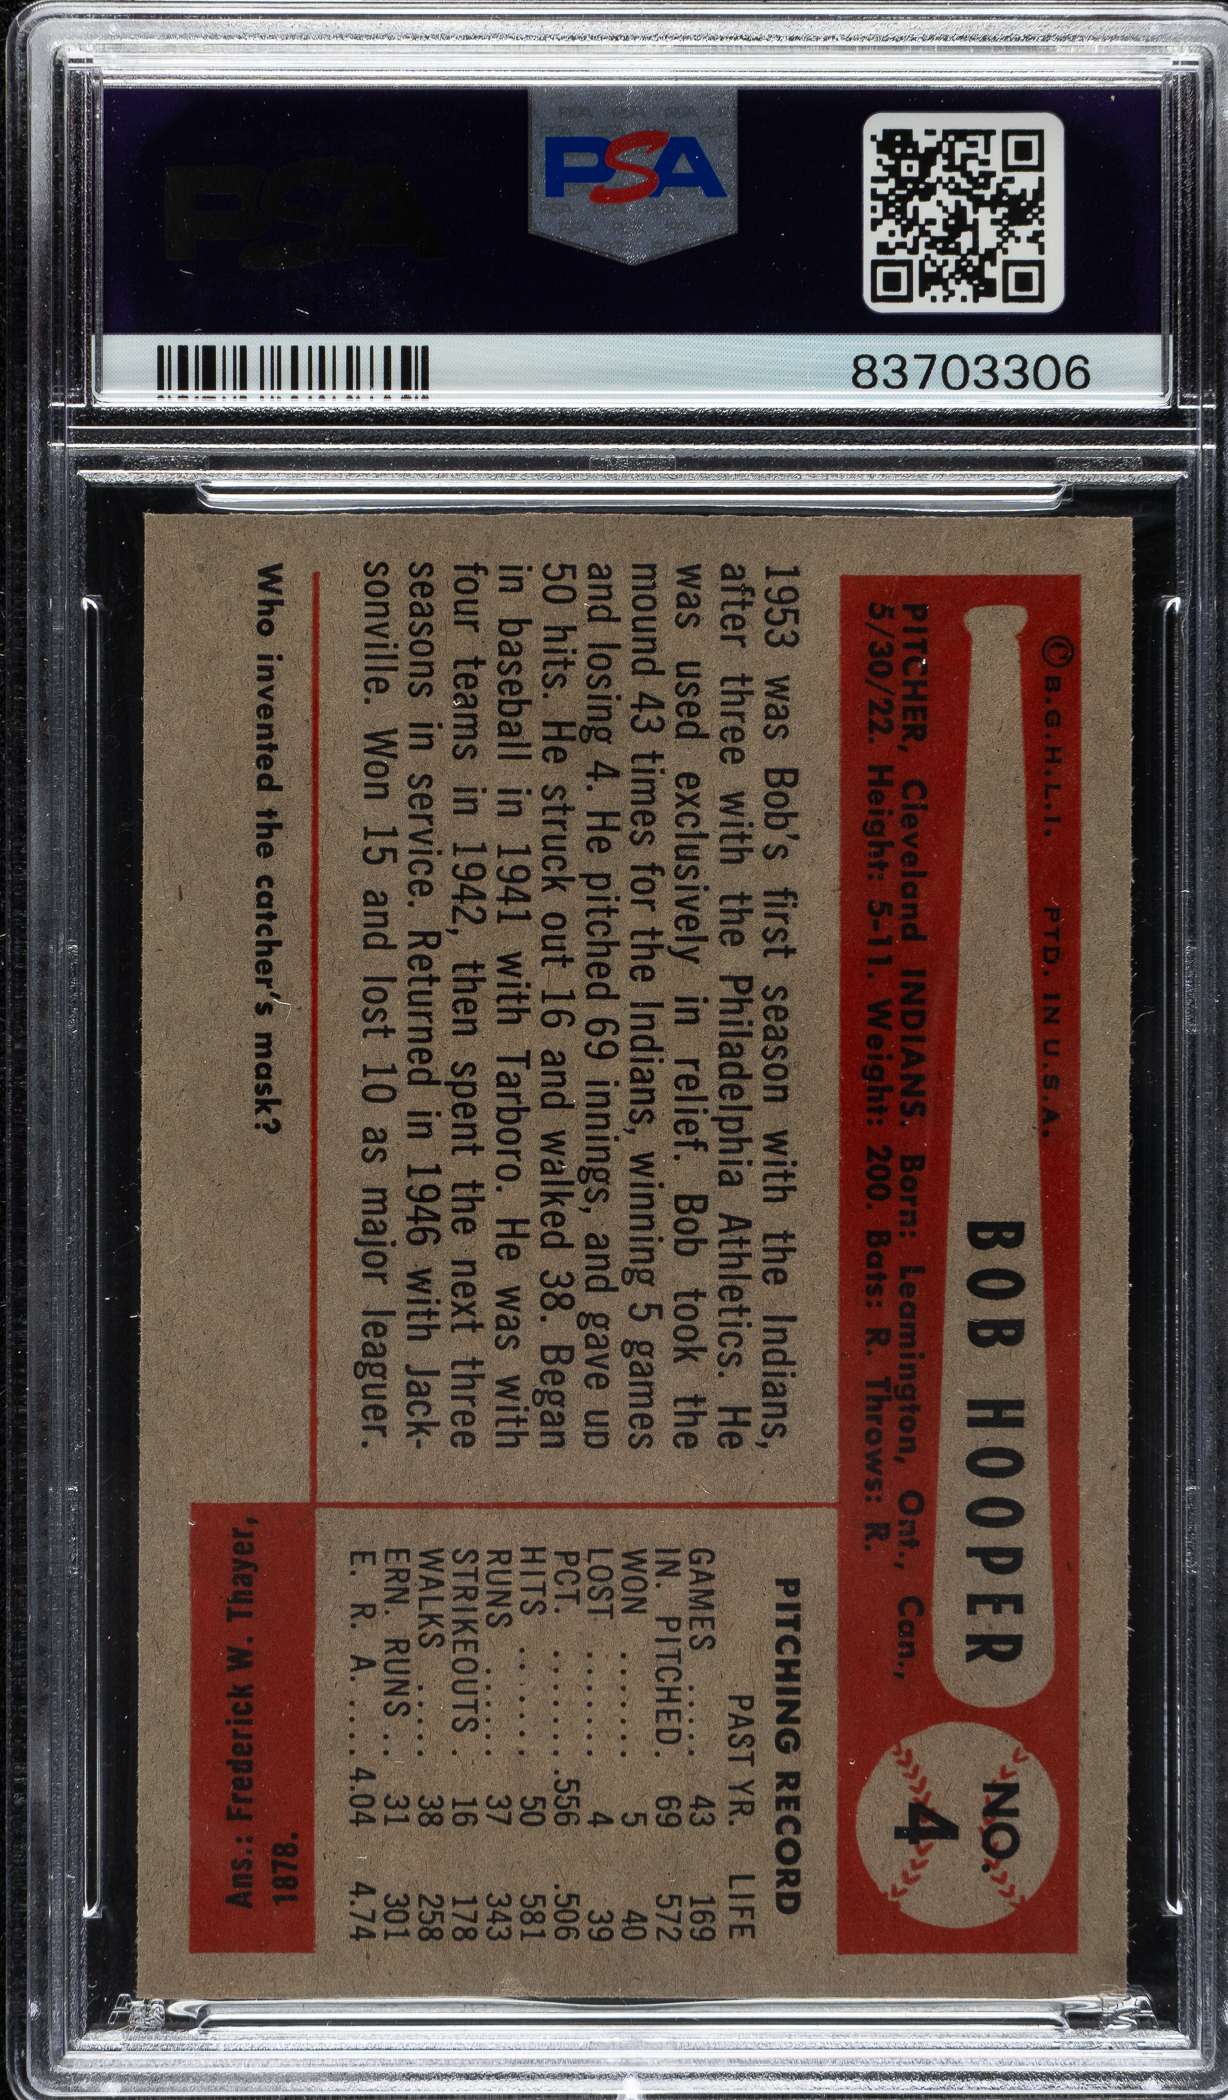 PSA
PSA
83703306
© B.G.H.L.I. PTD. IN U.S.A.
BOB HOOPER
NO.
4
PITCHER, Cleveland INDIANS. Born: Leamington, Ont., Can.,
5/30/22. Height: 5-11. Weight: 200. Bats: R. Throws: R.
1953 was Bob's first season with the Indians,
after three with the Philadelphia Athletics. He
was used exclusively in relief. Bob took the
mound 43 times for the Indians, winning 5 games
and losing 4. He pitched 69 innings, and gave up
50 hits. He struck out 16 and walked 38. Began
in baseball in 1941 with Tarboro. He was with
four teams in 1942, then spent the next three
seasons in service. Returned in 1946 with Jack-
sonville. Won 15 and lost 10 as major leaguer.
PITCHING RECORD
PAST YR. LIFE
GAMES ..... 43 169
IN. PITCHED. 69 572
WON ....... 5 40
LOST ....... 4 39
PCT. ....... .556 .506
HITS ...... 50 581
RUNS ...... 37 343
STRIKEOUTS . 16 178
WALKS ..... 38 258
ERN. RUNS .. 31 301
E. R. A. .... 4.04 4.74
Who invented the catcher's mask?
Ans.: Frederick W. Thayer,
1878.